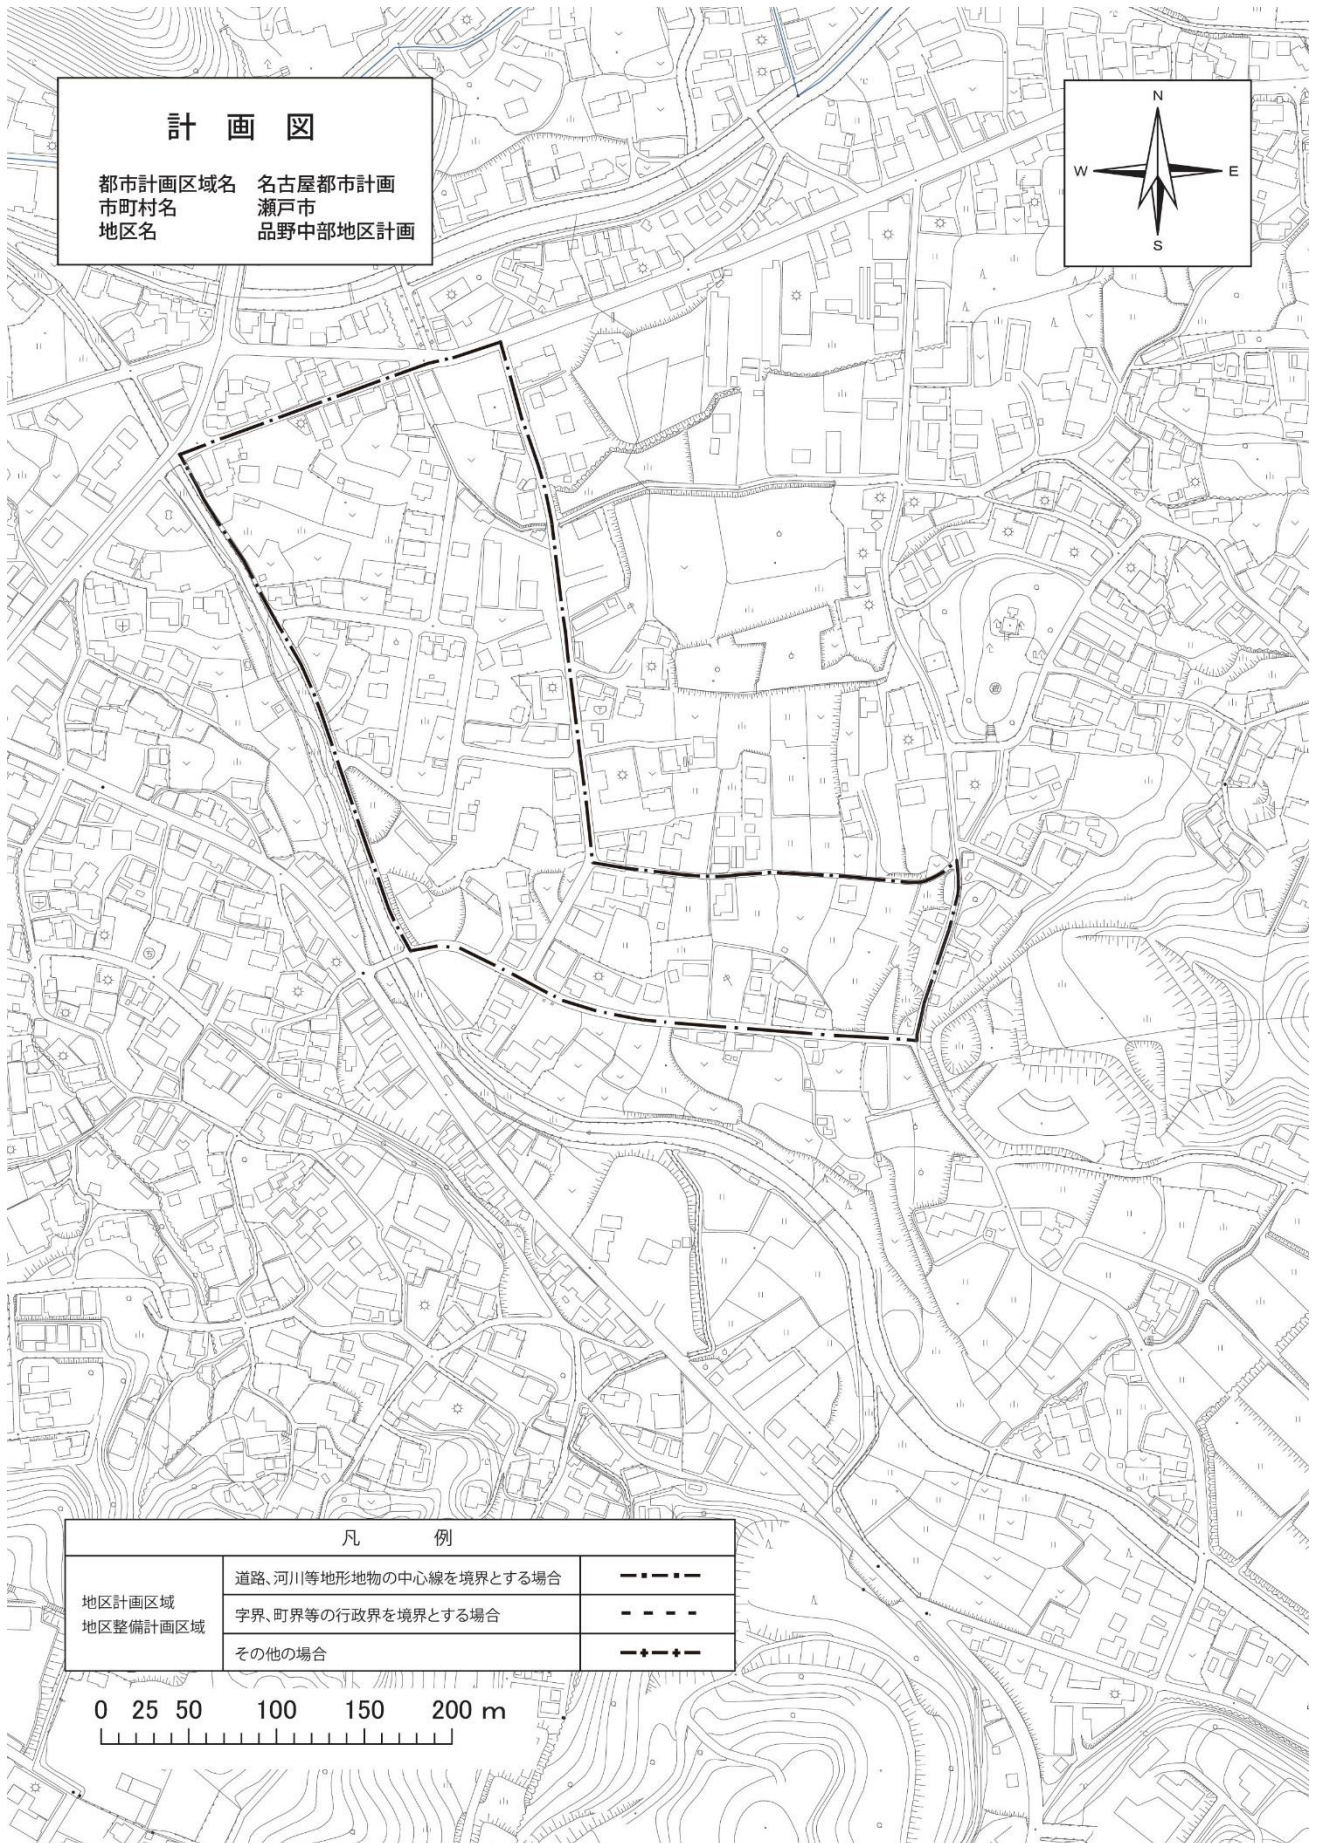 計 画 図
都市計画区域名 名古屋都市計画
市町村名 瀬戸市
地区名 品野中部地区計画
N
W E
S
凡 例
地区計画区域
地区整備計画区域
道路、河川等地形地物の中心線を境界とする場合
字界、町界等の行政界を境界とする場合
その他の場合
0 25 50 100 150 200 m